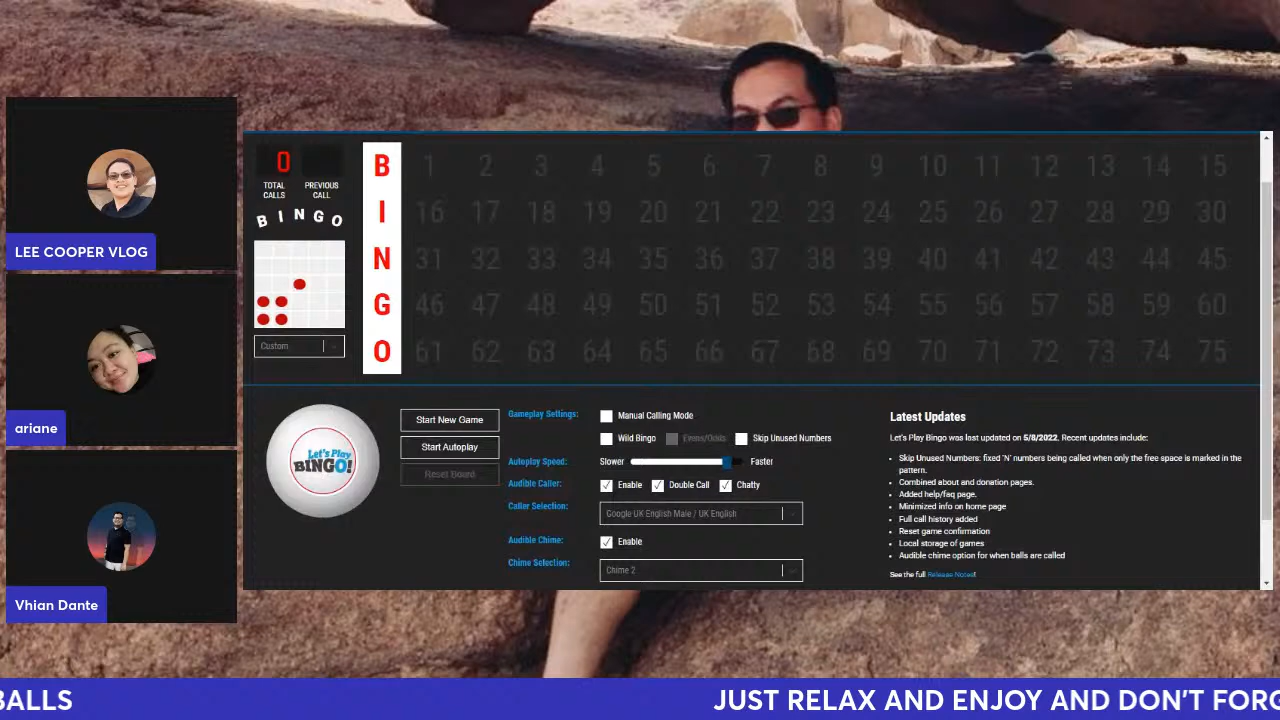 LEE COOPER VLOG
ariane
Vhian Dante
0
TOTAL CALLS
PREVIOUS CALL
BINGO
Custom
B 1 2 3 4 5 6 7 8 9 10 11 12 13 14 15
I 16 17 18 19 20 21 22 23 24 25 26 27 28 29 30
N 31 32 33 34 35 36 37 38 39 40 41 42 43 44 45
G 46 47 48 49 50 51 52 53 54 55 56 57 58 59 60
O 61 62 63 64 65 66 67 68 69 70 71 72 73 74 75
Let's Play
BINGO!
Start New Game
Start Autoplay
Reset Board
Gameplay Settings:
Manual Calling Mode
Wild Bingo Evens/Odds Skip Unused Numbers
Autoplay Speed: Slower Faster
Audible Caller: Enable Double Call Chatty
Caller Selection: Google UK English Male / UK English
Audible Chime: Enable
Chime Selection: Chime 2
Latest Updates
Let's Play Bingo was last updated on 5/8/2022. Recent updates include:
Skip Unused Numbers: fixed 'N' numbers being called when only the free space is marked in the
pattern.
Combined about and donation pages.
Added help/faq page.
Minimized info on home page
Full call history added
Reset game confirmation
Local storage of games
Audible chime option for when balls are called
See the full Release Notes!
BALLS JUST RELAX AND ENJOY AND DON'T FORG